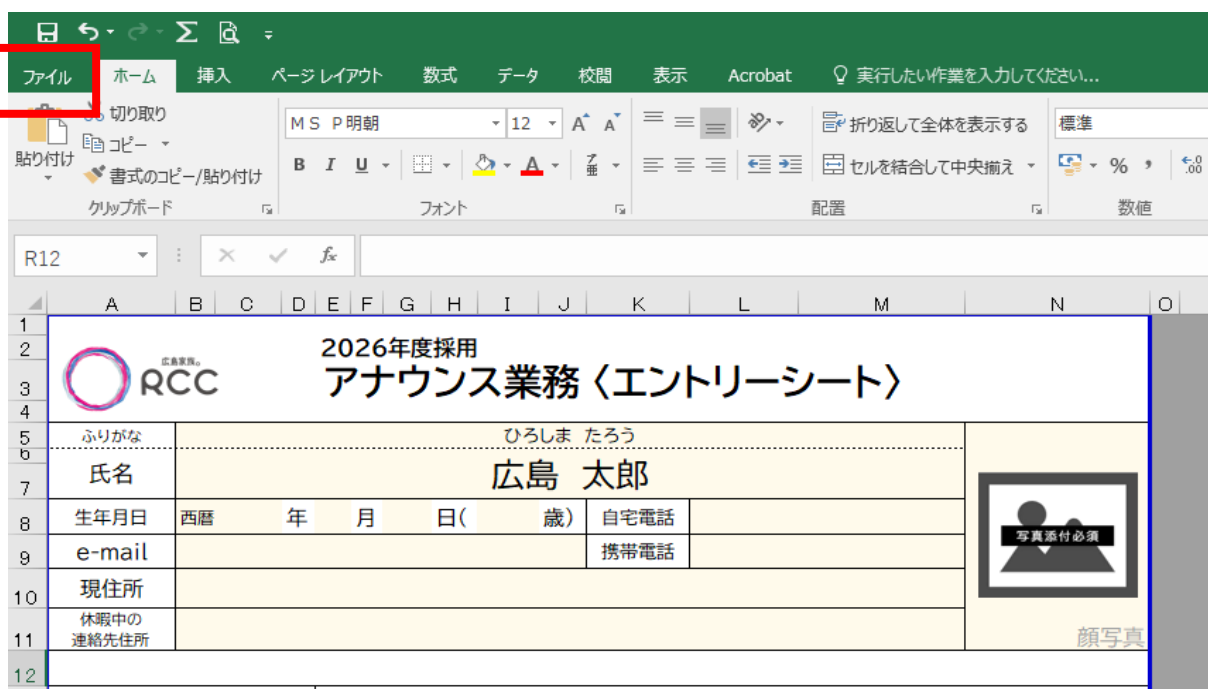 ファイル ホーム 挿入 ページ レイアウト 数式 データ 校閲 表示 Acrobat 実行したい作業を入力してください...
切り取り
コピー
書式のコピー/貼り付け
貼り付け
クリップボード
ＭＳ Ｐ明朝 12
B I U A
フォント
折り返して全体を表示する
セルを結合して中央揃え
配置
標準
% ,
数値
R12 fx
A B C D E F G H I J K L M N O
1
2
3
4
5
6
7
8
9
10
11
12
広島家族。
RCC
2026年度採用
アナウンス業務〈エントリーシート〉
ふりがな ひろしま たろう
氏名 広島 太郎
生年月日 西暦 年 月 日( 歳) 自宅電話
e-mail 携帯電話
現住所
休暇中の
連絡先住所
写真添付必須
顔写真